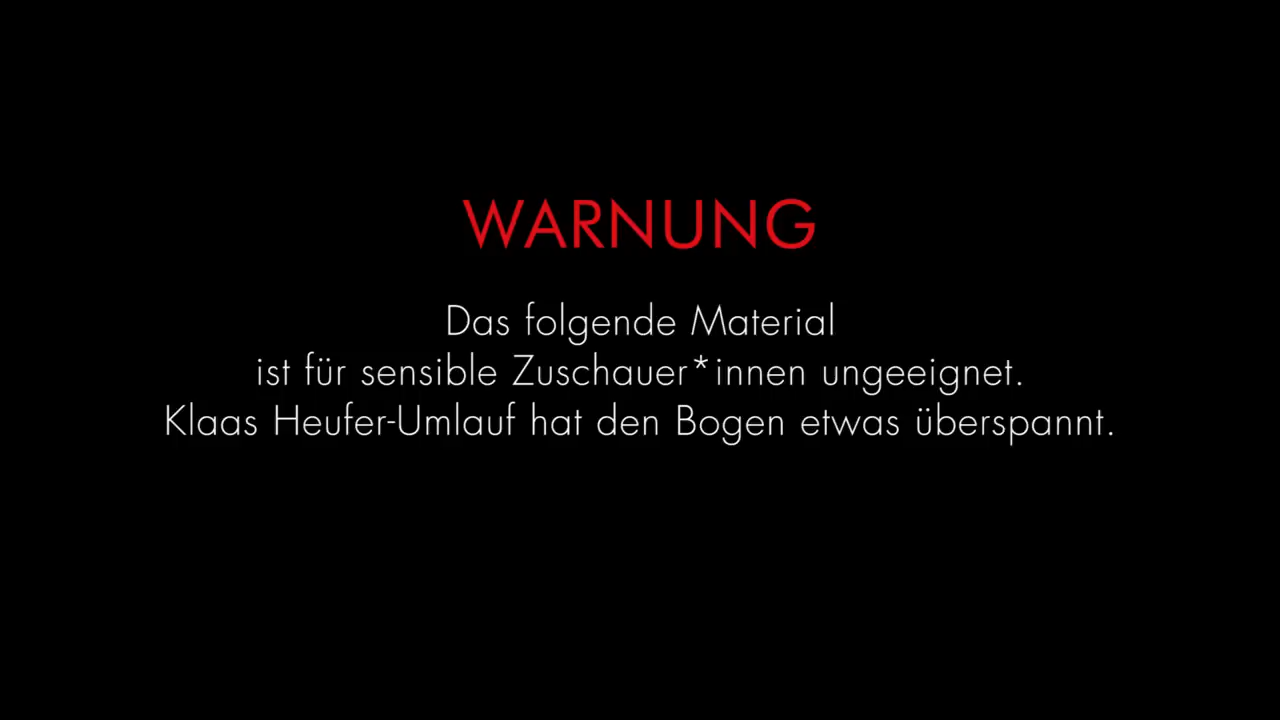 WARNUNG
Das folgende Material
ist für sensible Zuschauer*innen ungeeignet.
Klaas Heufer-Umlauf hat den Bogen etwas überspannt.